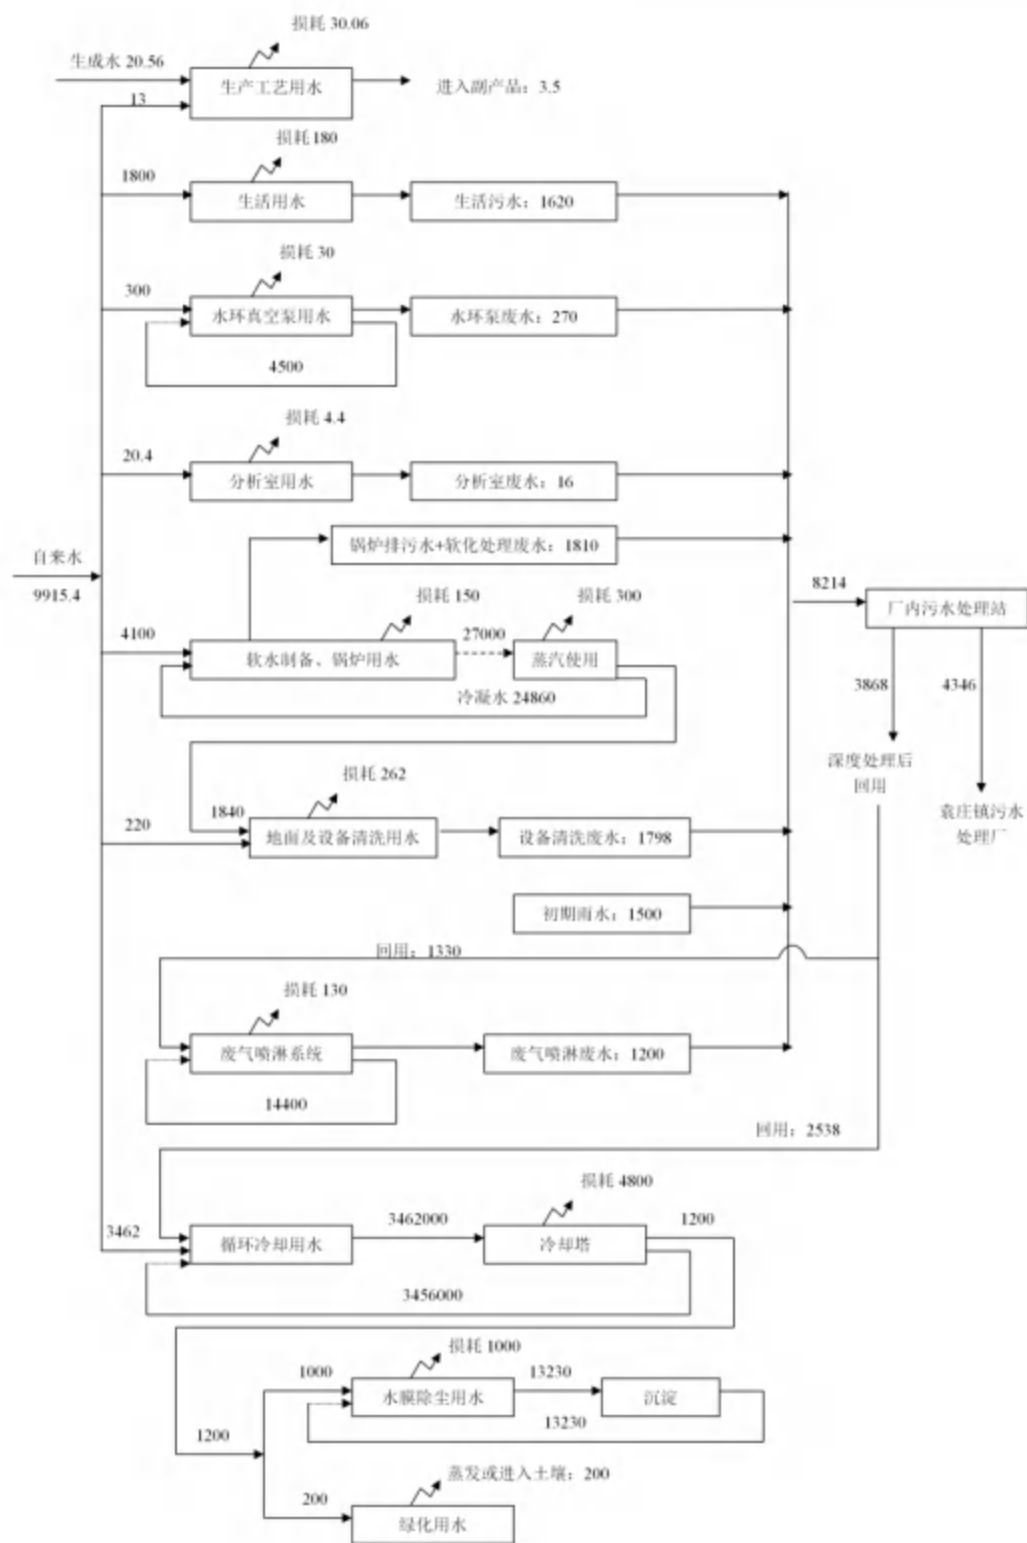 损耗 30.06
生成水 20.56
生产工艺用水
进入副产品：3.5
13
损耗 180
1800
生活用水
生活污水：1620
损耗 30
300
水环真空泵用水
水环泵废水：270
4500
损耗 4.4
20.4
分析室用水
分析室废水：16
锅炉排污水+软化处理废水：1810
自来水
9915.4
8214
厂内污水处理站
损耗 150
损耗 300
4100
27000
软水制备、锅炉用水
蒸汽使用
冷凝水 24860
3868
4346
深度处理后
回用
袁庄镇污水
处理厂
损耗 262
1840
220
地面及设备清洗用水
设备清洗废水：1798
初期雨水：1500
回用：1330
损耗 130
废气喷淋系统
废气喷淋废水：1200
14400
回用：2538
损耗 4800
3462
3462000
1200
循环冷却用水
冷却塔
3456000
损耗 1000
1000
13230
水膜除尘用水
沉淀
13230
1200
蒸发或进入土壤：200
200
绿化用水